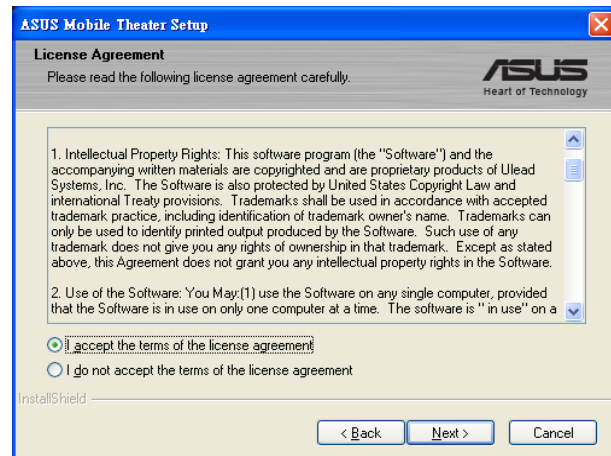 ASUS Mobile Theater Setup
License Agreement
Please read the following license agreement carefully.
ASUS
Heart of Technology
1. Intellectual Property Rights: This software program (the "Software") and the
accompanying written materials are copyrighted and are proprietary products of Ulead
Systems, Inc. The Software is also protected by United States Copyright Law and
international Treaty provisions. Trademarks shall be used in accordance with accepted
trademark practice, including identification of trademark owner's name. Trademarks can
only be used to identify printed output produced by the Software. Such use of any
trademark does not give you any rights of ownership in that trademark. Except as stated
above, this Agreement does not grant you any intellectual property rights in the Software.
2. Use of the Software: You May:(1) use the Software on any single computer, provided
that the Software is in use on only one computer at a time. The software is " in use" on a
I accept the terms of the license agreement
I do not accept the terms of the license agreement
InstallShield
< Back
Next >
Cancel